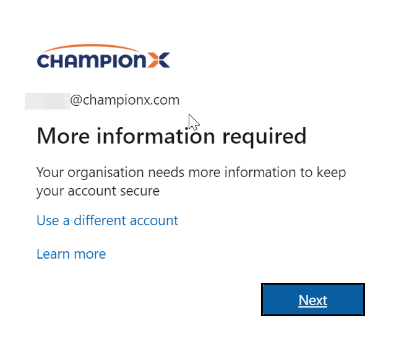 CHAMPIONX
@championx.com
More information required
Your organisation needs more information to keep
your account secure
Use a different account
Learn more
Next